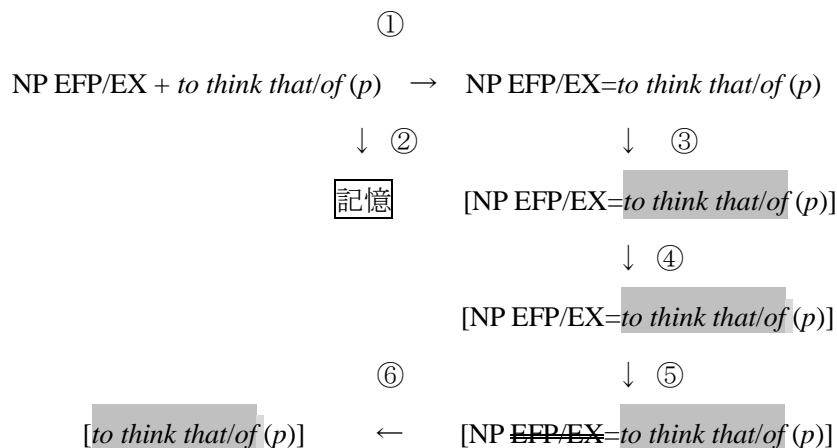 ①
NP EFP/EX + to think that/of (p) → NP EFP/EX=to think that/of (p)
↓ ② ↓ ③
記憶 [NP EFP/EX=to think that/of (p)]
↓ ④
[NP EFP/EX=to think that/of (p)]
⑥ ↓ ⑤
[to think that/of (p)] ← [NP EFP/EX=to think that/of (p)]